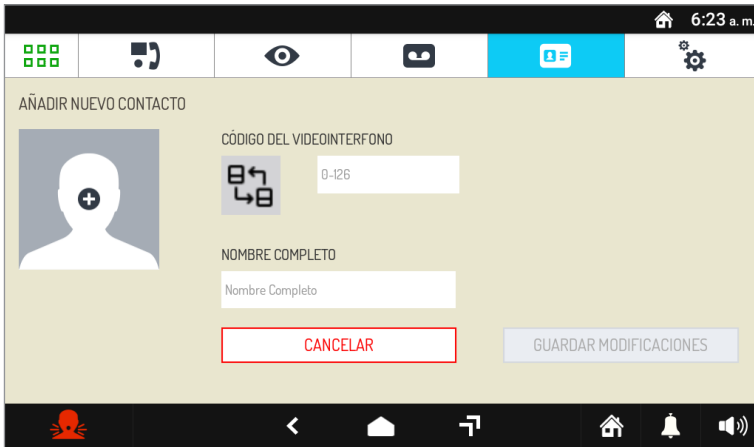 6:23 a. m.
AÑADIR NUEVO CONTACTO
CÓDIGO DEL VIDEOINTERFONO
0-126
NOMBRE COMPLETO
Nombre Completo
CANCELAR
GUARDAR MODIFICACIONES